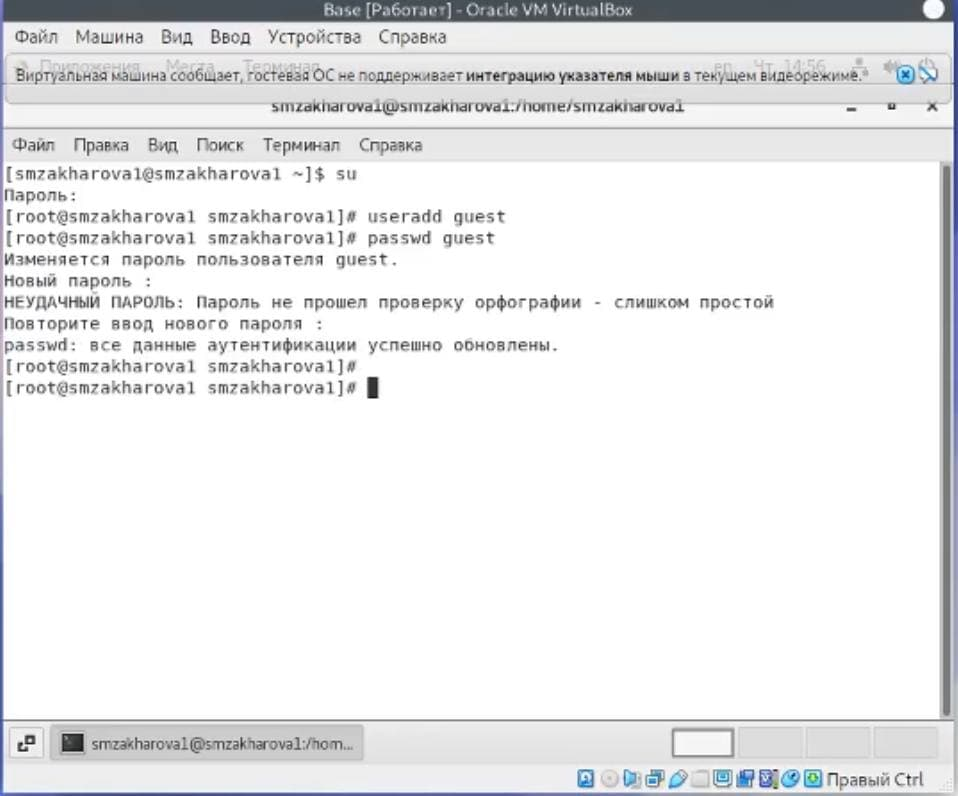 Base [Работает] - Oracle VM VirtualBox
Файл Машина Вид Ввод Устройства Справка
Приложения Места Терминал en Чт, 14:56
Виртуальная машина сообщает, гостевая ОС не поддерживает интеграцию указателя мыши в текущем видеорежиме.
smzakharova1@smzakharova1:/home/smzakharova1
Файл Правка Вид Поиск Терминал Справка
[smzakharova1@smzakharova1 ~]$ su
Пароль:
[root@smzakharova1 smzakharova1]# useradd guest
[root@smzakharova1 smzakharova1]# passwd guest
Изменяется пароль пользователя guest.
Новый пароль :
НЕУДАЧНЫЙ ПАРОЛЬ: Пароль не прошел проверку орфографии - слишком простой
Повторите ввод нового пароля :
passwd: все данные аутентификации успешно обновлены.
[root@smzakharova1 smzakharova1]#
[root@smzakharova1 smzakharova1]#
smzakharova1@smzakharova1:/hom...
Правый Ctrl